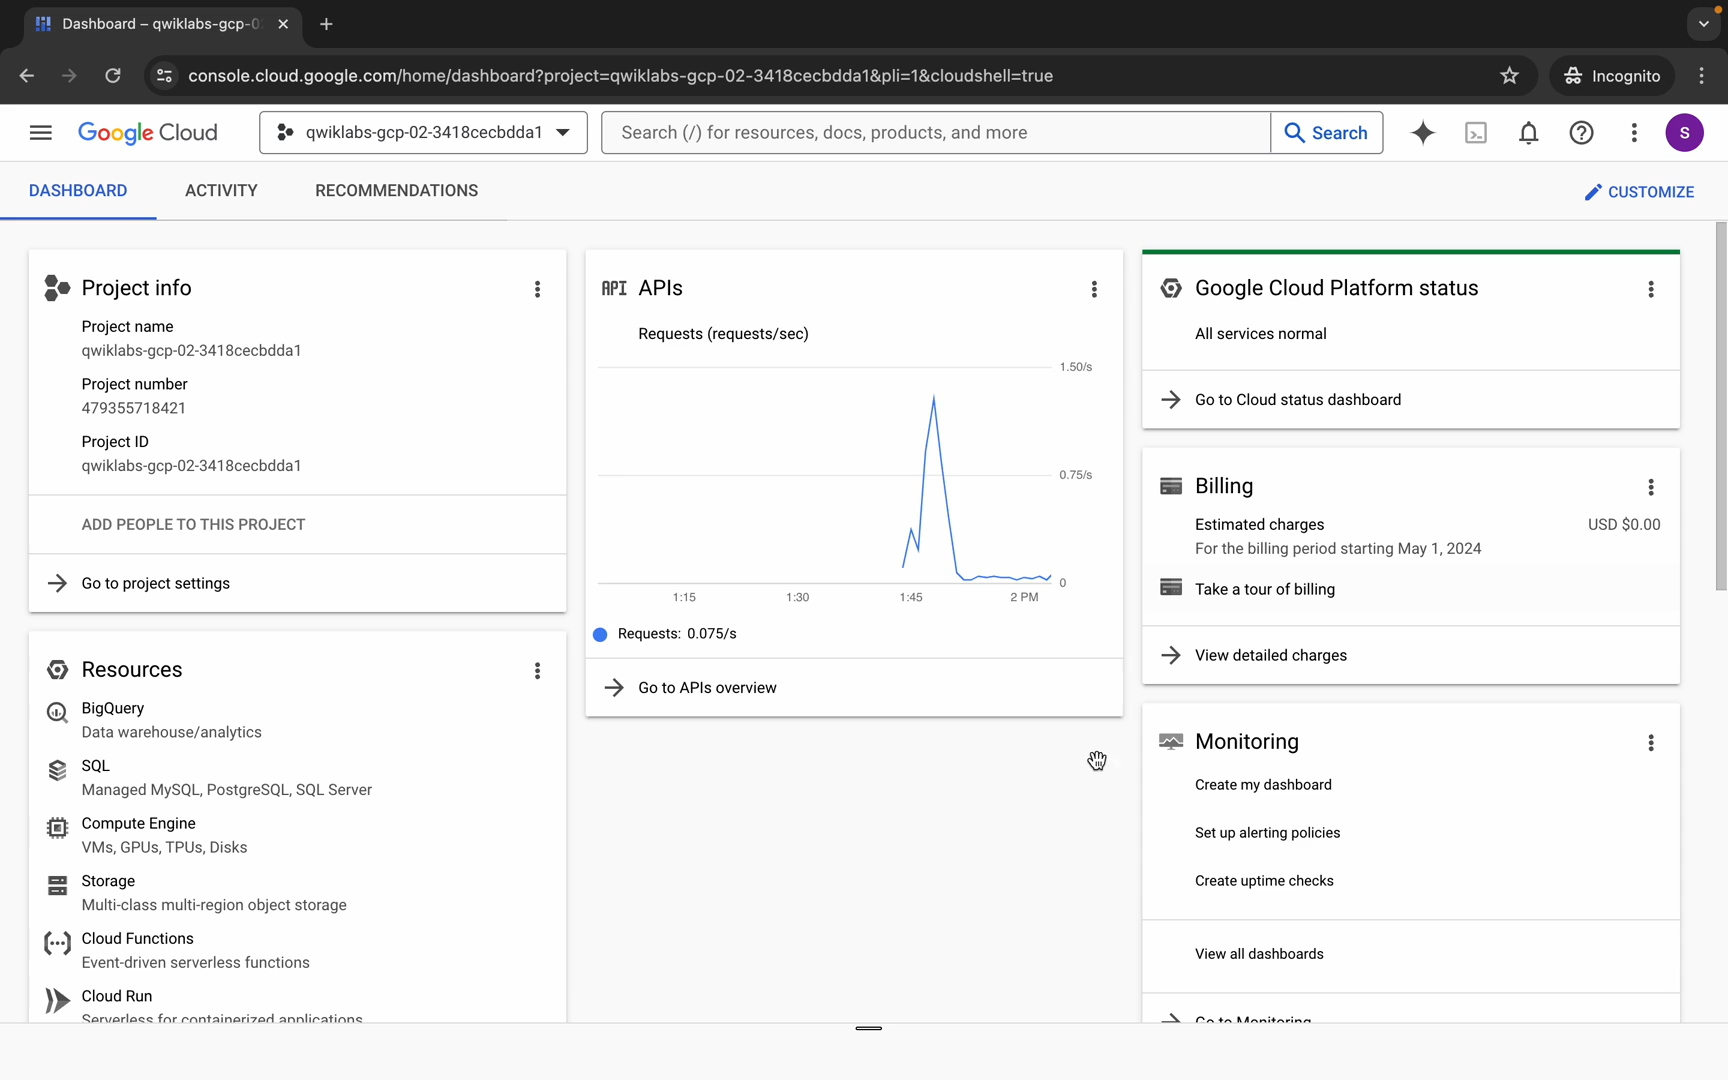 Dashboard – qwiklabs-gcp-0
console.cloud.google.com/home/dashboard?project=qwiklabs-gcp-02-3418cecbdda1&pli=1&cloudshell=true
Incognito
Google Cloud
qwiklabs-gcp-02-3418cecbdda1
Search (/) for resources, docs, products, and more
Search
S
DASHBOARD
ACTIVITY
RECOMMENDATIONS
CUSTOMIZE
Project info
Project name
qwiklabs-gcp-02-3418cecbdda1
Project number
479355718421
Project ID
qwiklabs-gcp-02-3418cecbdda1
ADD PEOPLE TO THIS PROJECT
Go to project settings
Resources
BigQuery
Data warehouse/analytics
SQL
Managed MySQL, PostgreSQL, SQL Server
Compute Engine
VMs, GPUs, TPUs, Disks
Storage
Multi-class multi-region object storage
Cloud Functions
Event-driven serverless functions
Cloud Run
Serverless for containerized applications
API APIs
Requests (requests/sec)
1.50/s
0.75/s
0
1:15
1:30
1:45
2 PM
Requests: 0.075/s
Go to APIs overview
Google Cloud Platform status
All services normal
Go to Cloud status dashboard
Billing
Estimated charges
USD $0.00
For the billing period starting May 1, 2024
Take a tour of billing
View detailed charges
Monitoring
Create my dashboard
Set up alerting policies
Create uptime checks
View all dashboards
Go to Monitoring